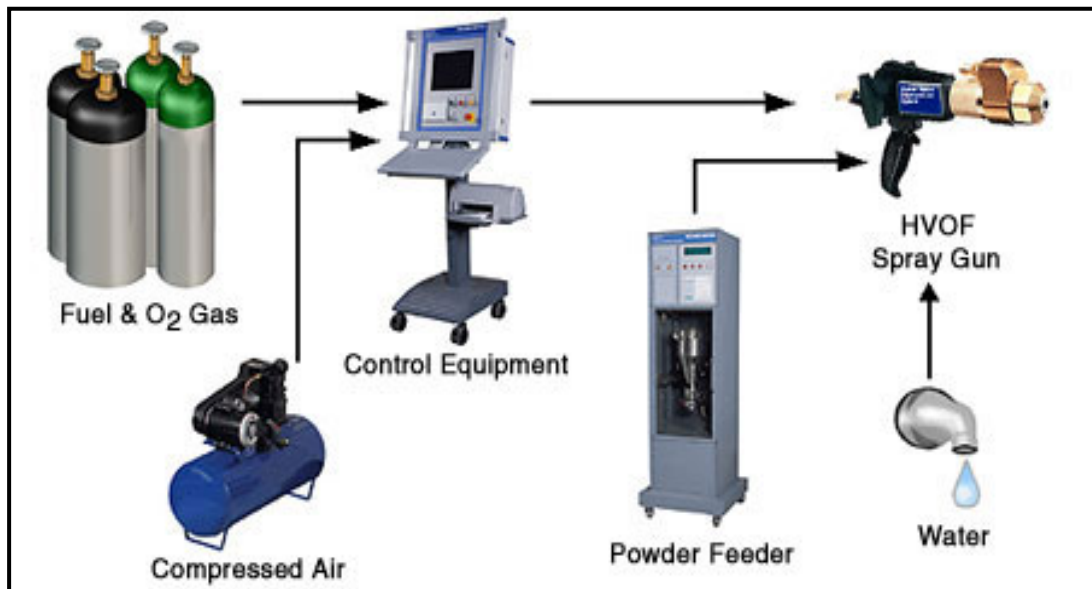 Fuel & O2 Gas
Control Equipment
HVOF
Spray Gun
Compressed Air
Powder Feeder
Water